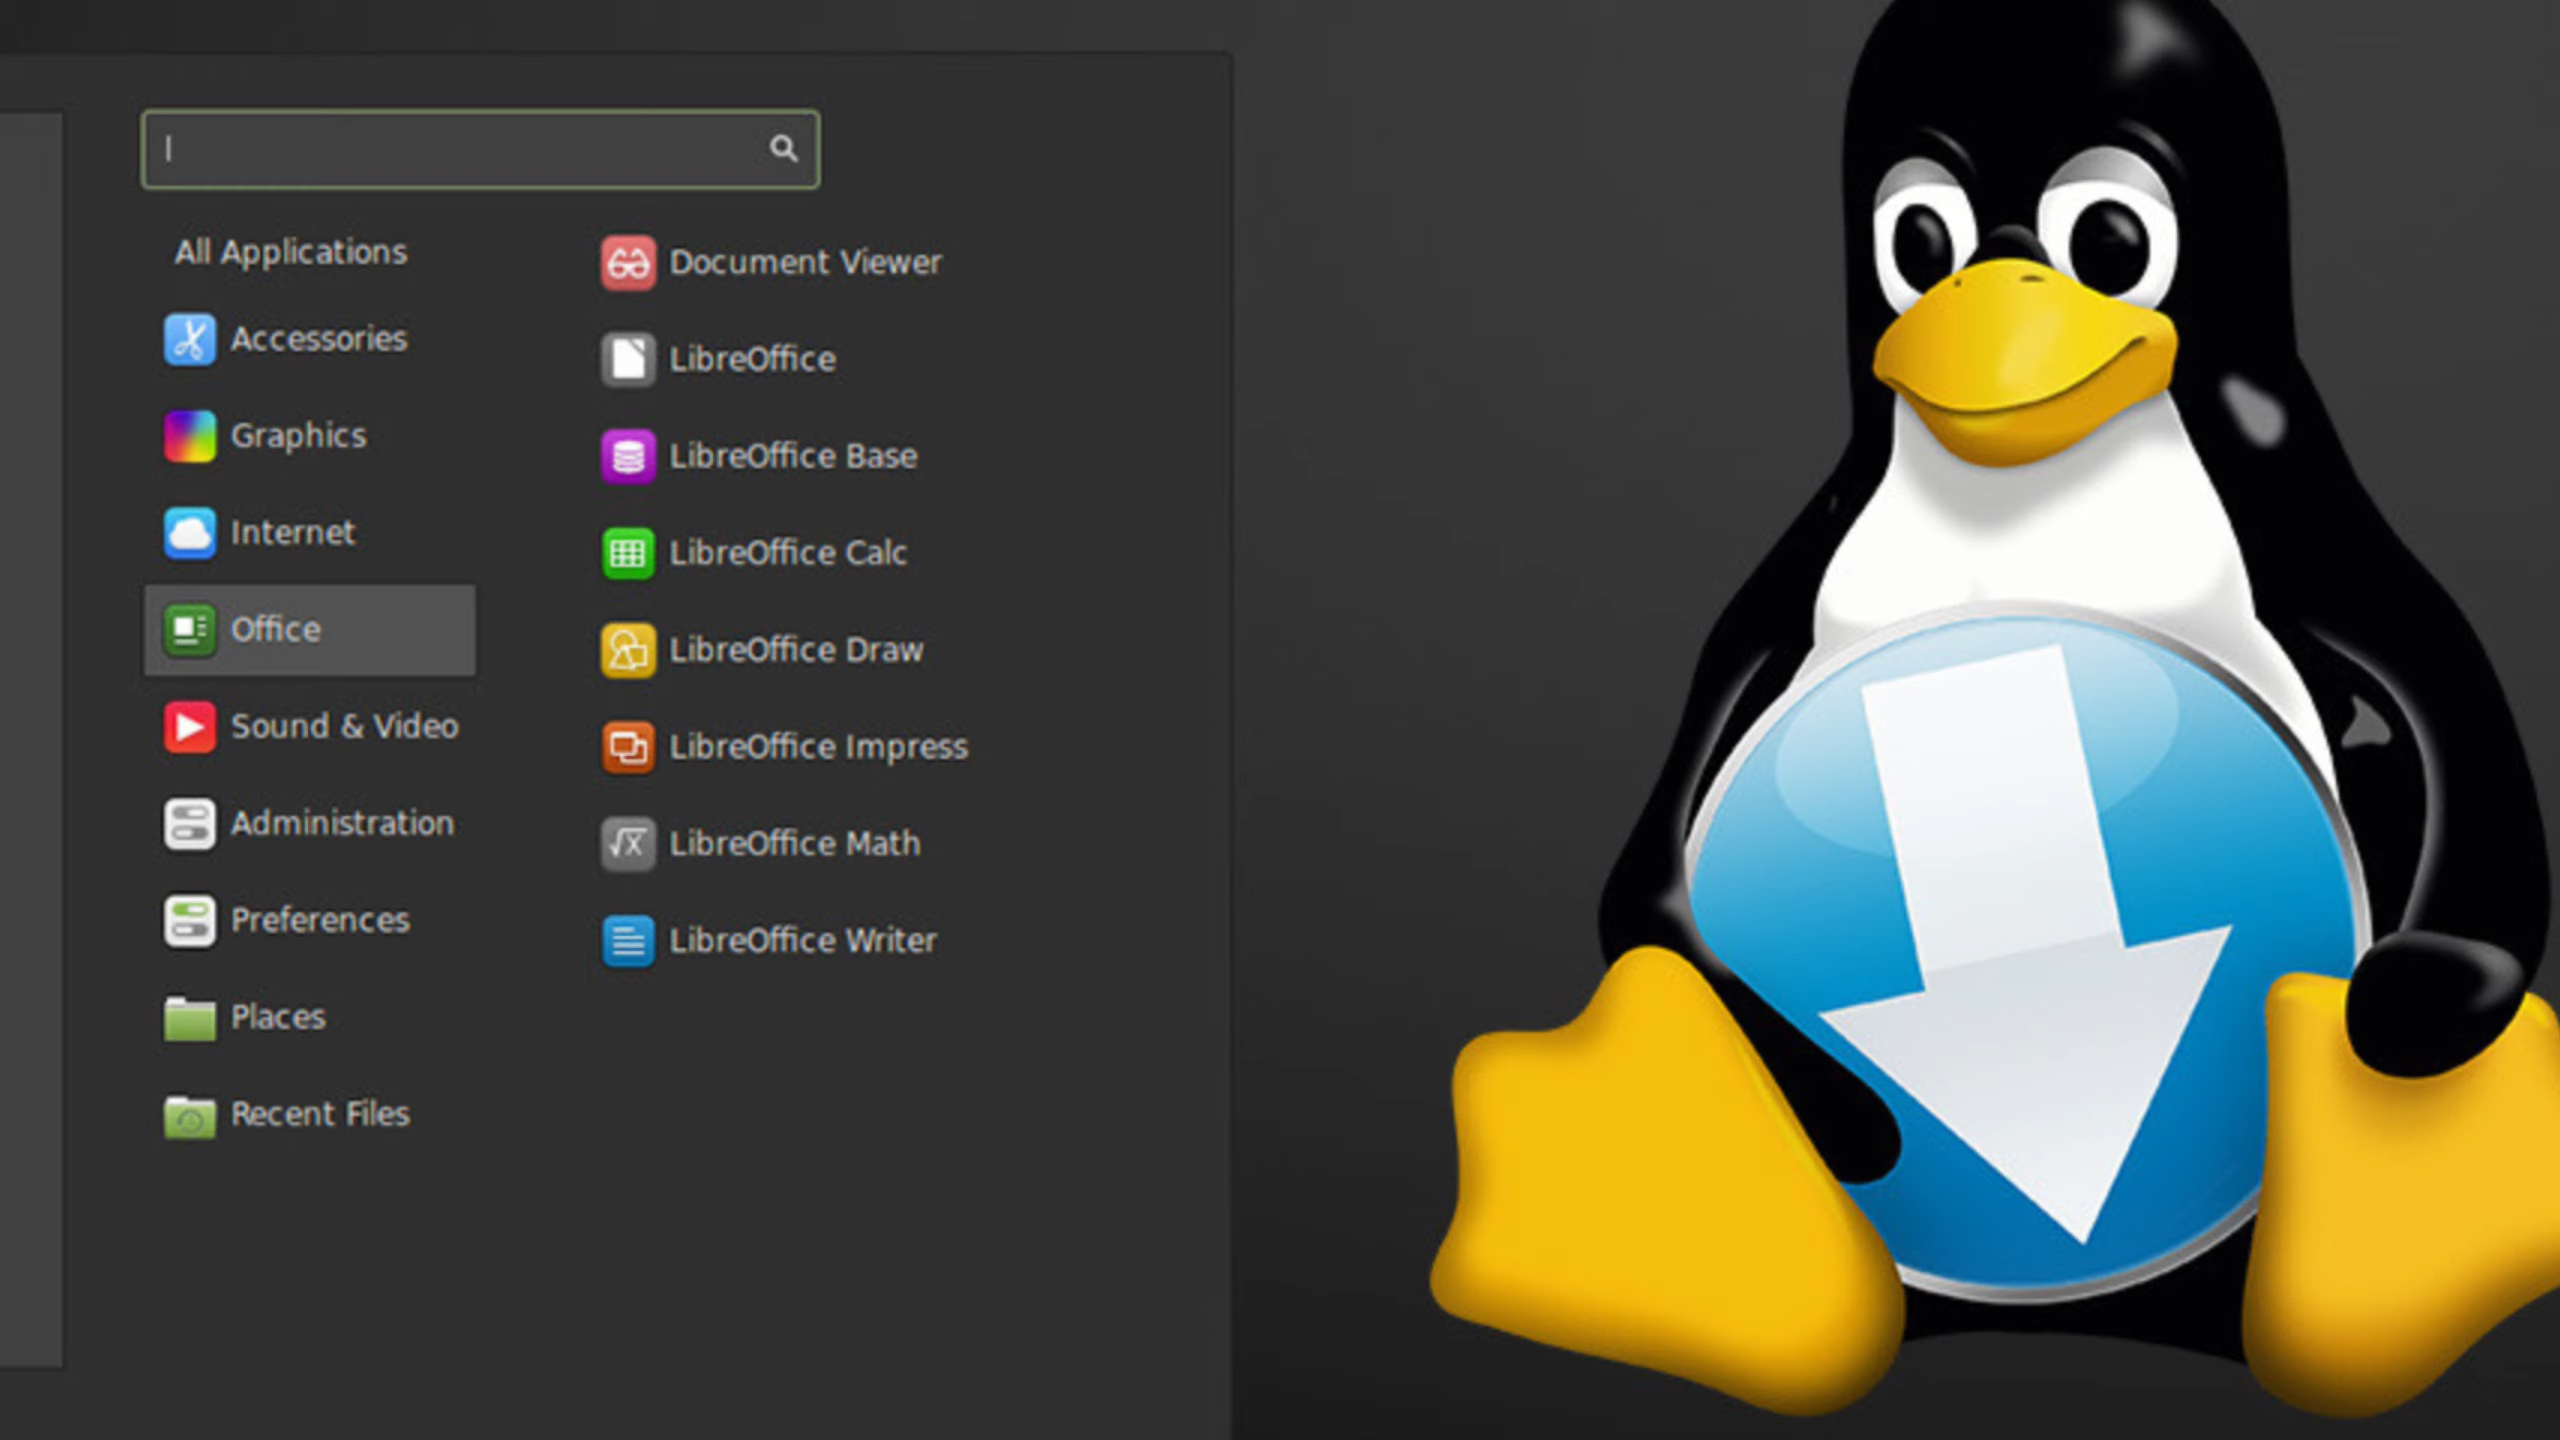 All Applications
Accessories
Graphics
Internet
Office
Sound & Video
Administration
Preferences
Places
Recent Files
Document Viewer
LibreOffice
LibreOffice Base
LibreOffice Calc
LibreOffice Draw
LibreOffice Impress
LibreOffice Math
LibreOffice Writer